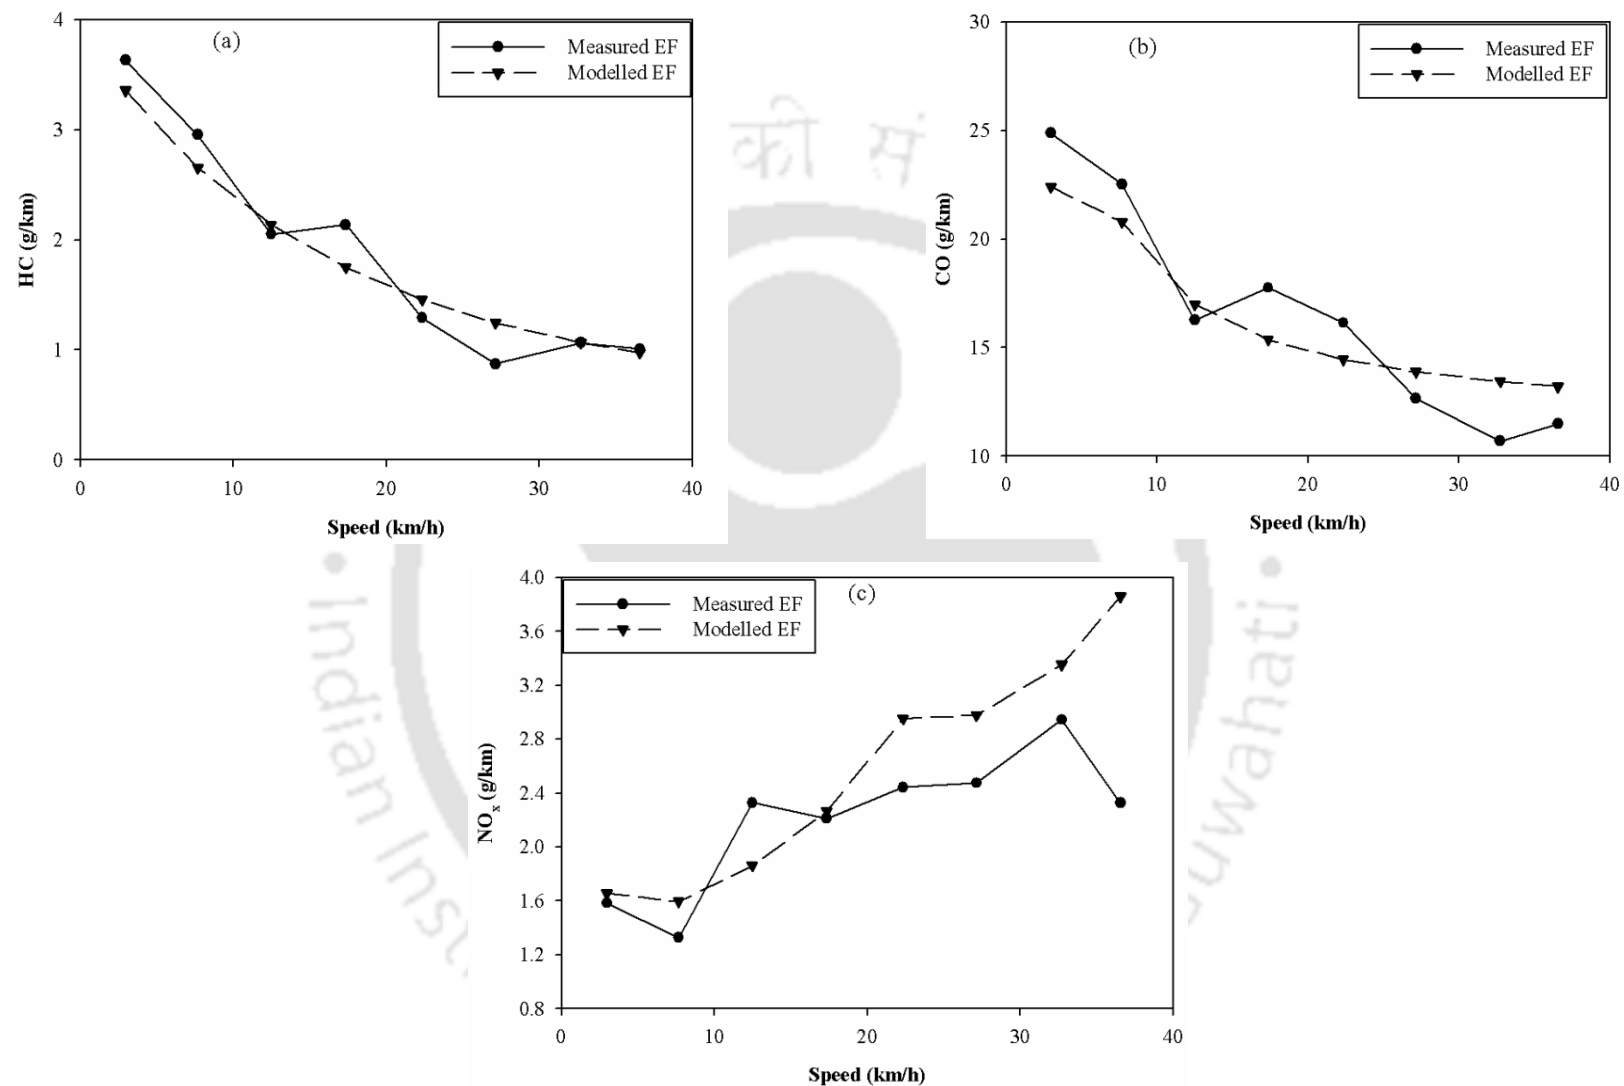 4
(a)
Measured EF
Modelled EF
3
2
1
0
HC (g/km)
0 10 20 30 40
Speed (km/h)
30
(b)
Measured EF
Modelled EF
25
20
15
10
CO (g/km)
0 10 20 30 40
Speed (km/h)
की सं
4.0
(c)
Measured EF
Modelled EF
3.6
3.2
2.8
2.4
2.0
1.6
1.2
0.8
NOx (g/km)
0 10 20 30 40
Speed (km/h)
Indian Ins
uwahati